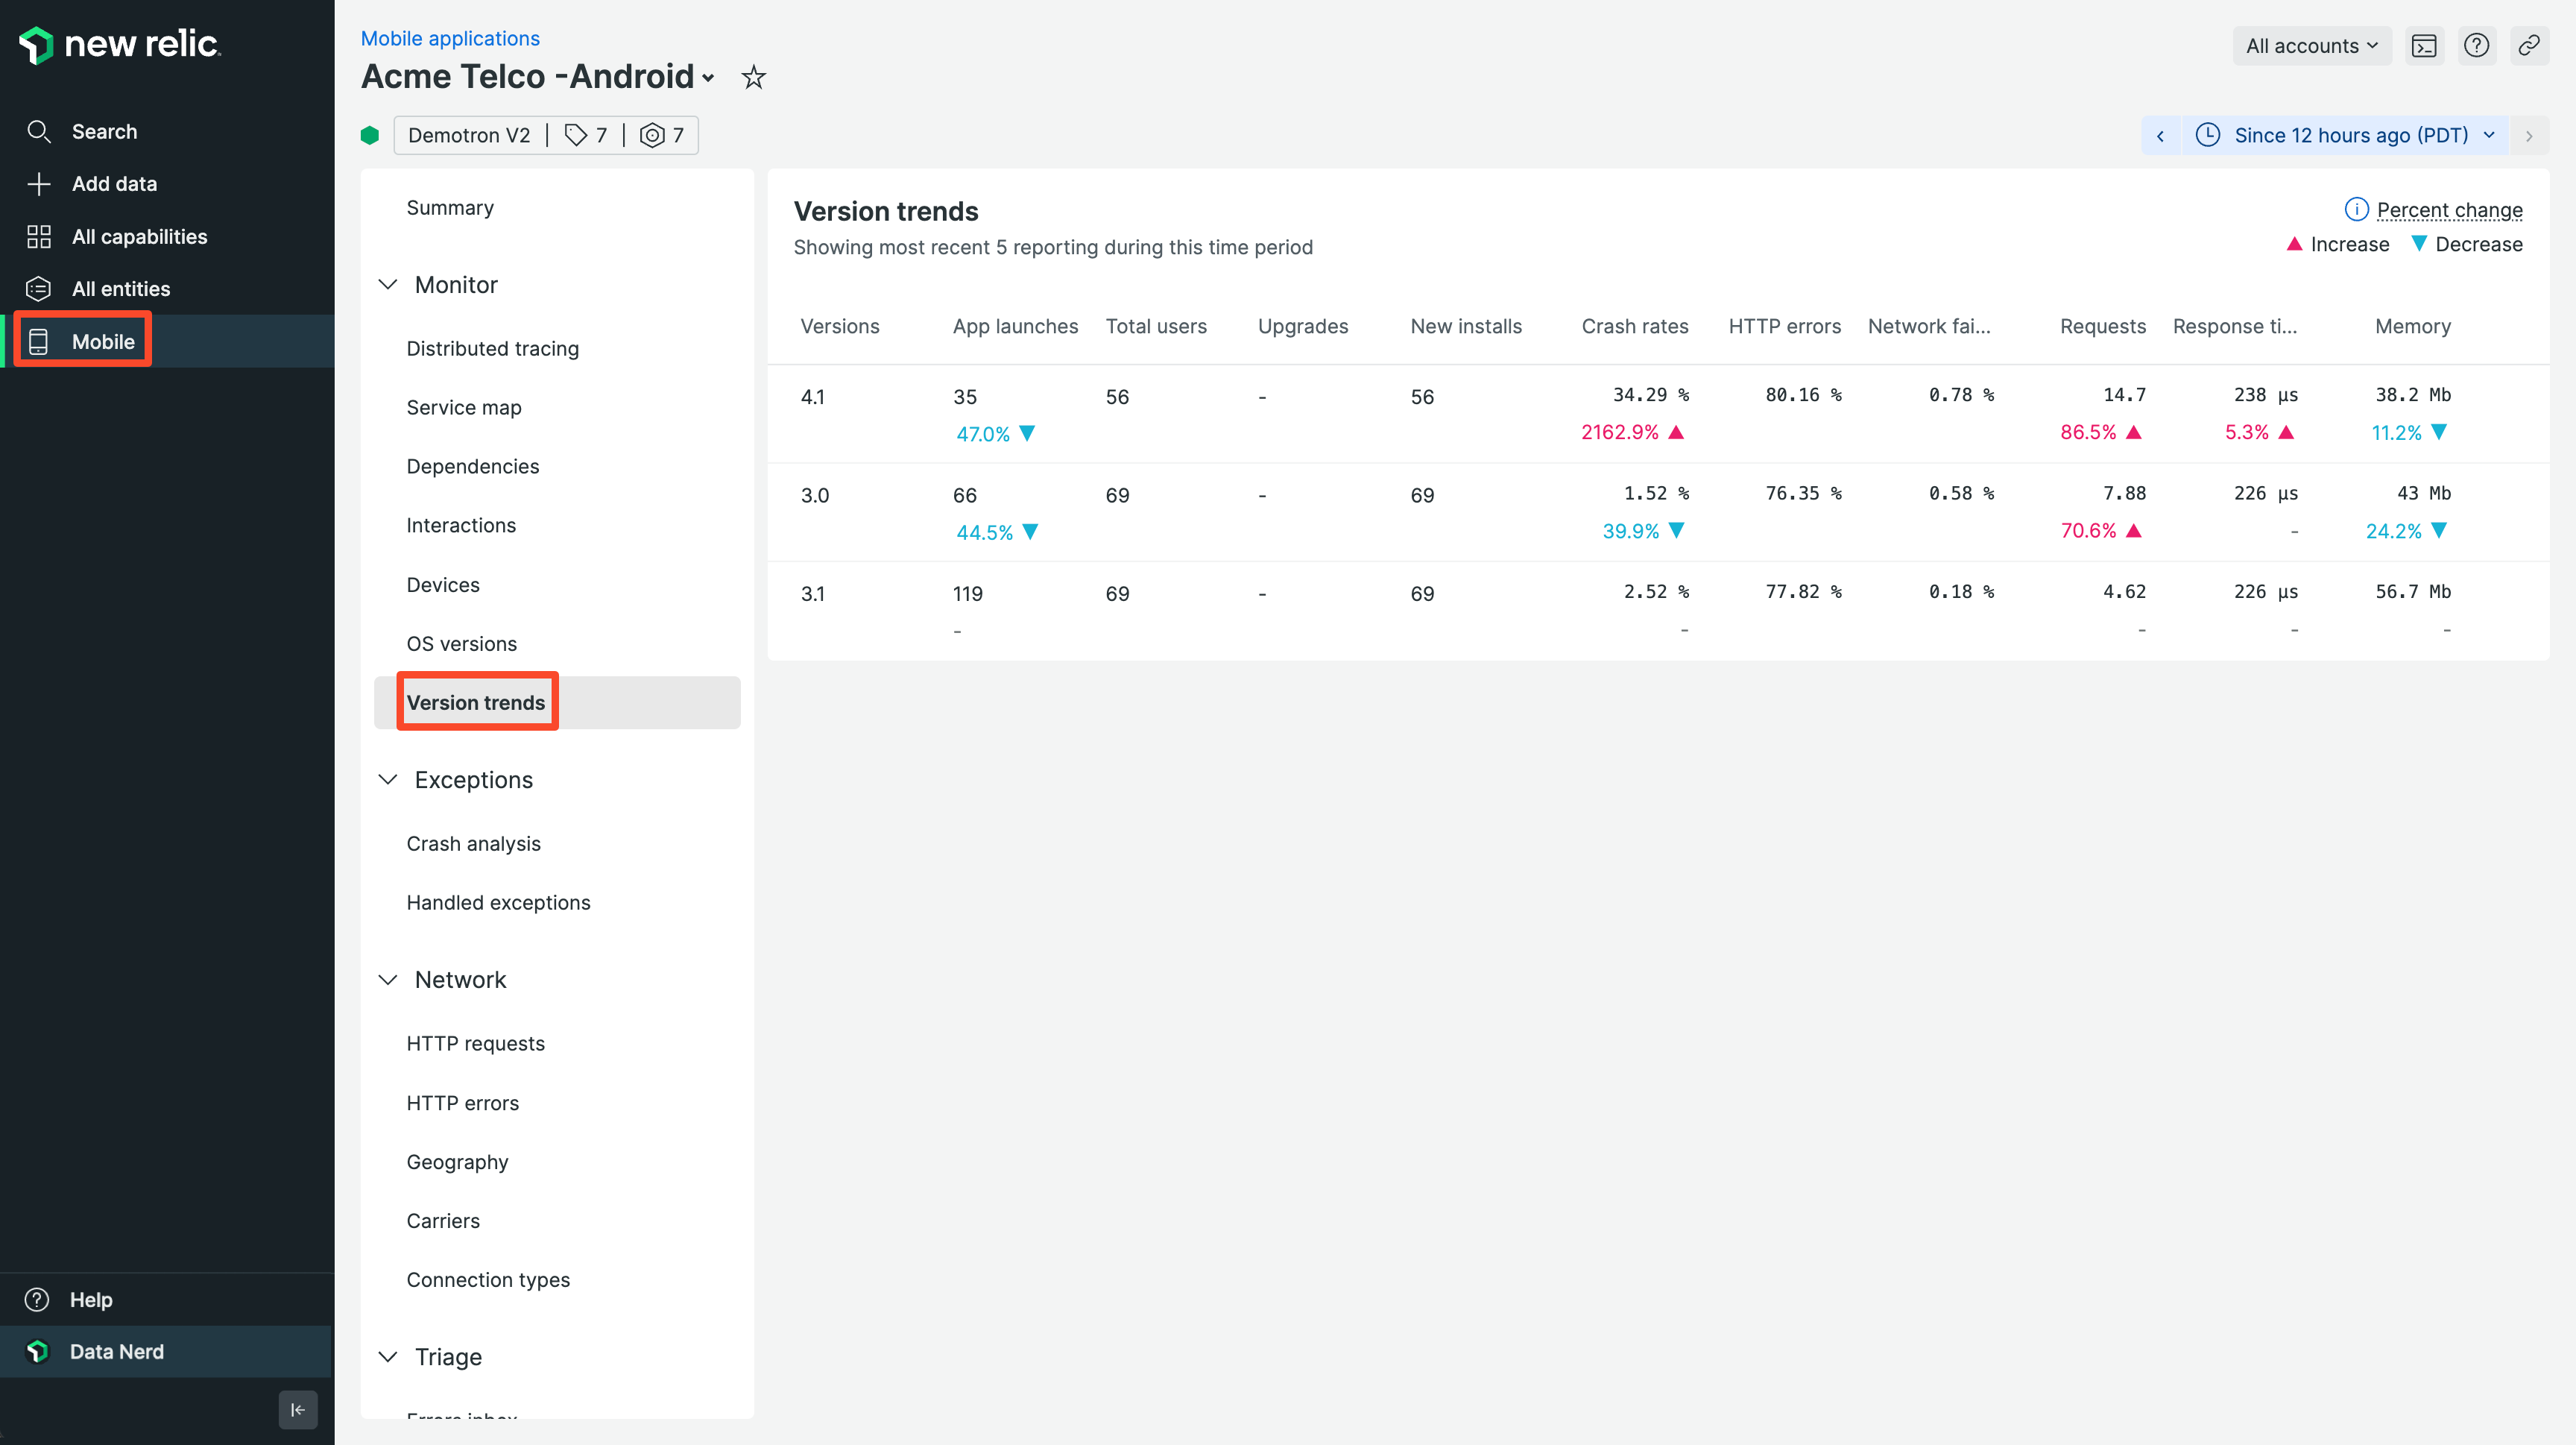 new relic
Search
Add data
All capabilities
All entities
Mobile
Help
Data Nerd
Mobile applications
Acme Telco -Android
All accounts
Demotron V2 | 7 | 7
Since 12 hours ago (PDT)
Summary
Monitor
Distributed tracing
Service map
Dependencies
Interactions
Devices
OS versions
Version trends
Exceptions
Crash analysis
Handled exceptions
Network
HTTP requests
HTTP errors
Geography
Carriers
Connection types
Triage
Errors inbox
Version trends
Percent change
Showing most recent 5 reporting during this time period
▲ Increase ▼ Decrease
Versions App launches Total users Upgrades New installs Crash rates HTTP errors Network fai... Requests Response ti... Memory
4.1 35 56 - 56 34.29 % 80.16 % 0.78 % 14.7 238 µs 38.2 Mb
47.0% ▼ 2162.9% ▲ 86.5% ▲ 5.3% ▲ 11.2% ▼
3.0 66 69 - 69 1.52 % 76.35 % 0.58 % 7.88 226 µs 43 Mb
44.5% ▼ 39.9% ▼ 70.6% ▲ - 24.2% ▼
3.1 119 69 - 69 2.52 % 77.82 % 0.18 % 4.62 226 µs 56.7 Mb
- - - - -